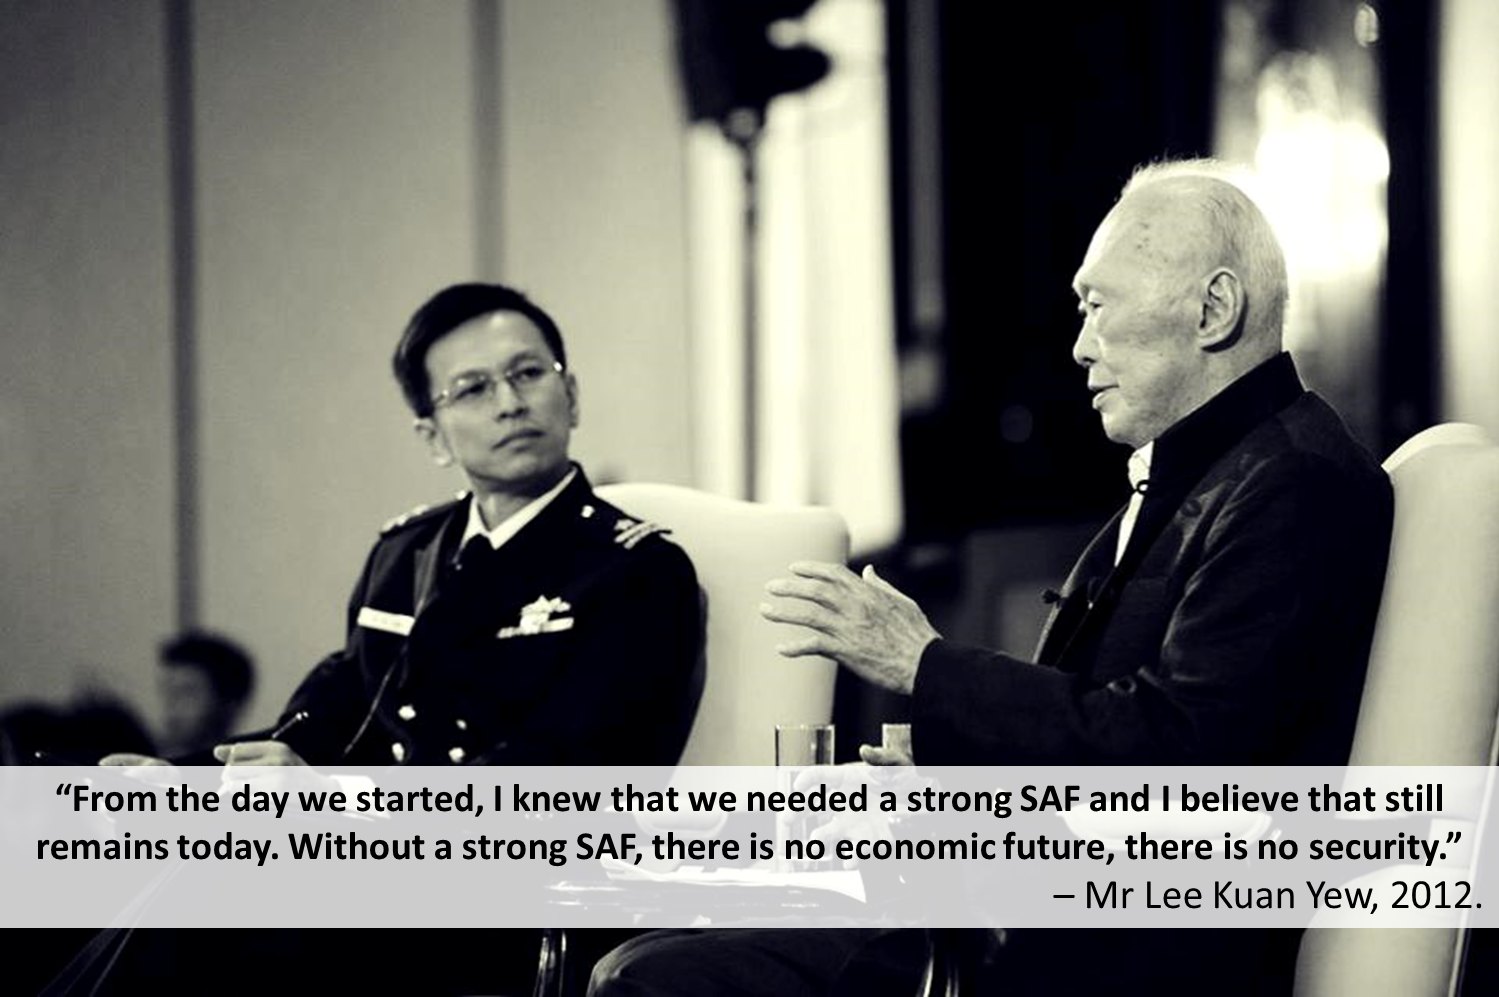 “From the day we started, I knew that we needed a strong SAF and I believe that still
remains today. Without a strong SAF, there is no economic future, there is no security.”
– Mr Lee Kuan Yew, 2012.